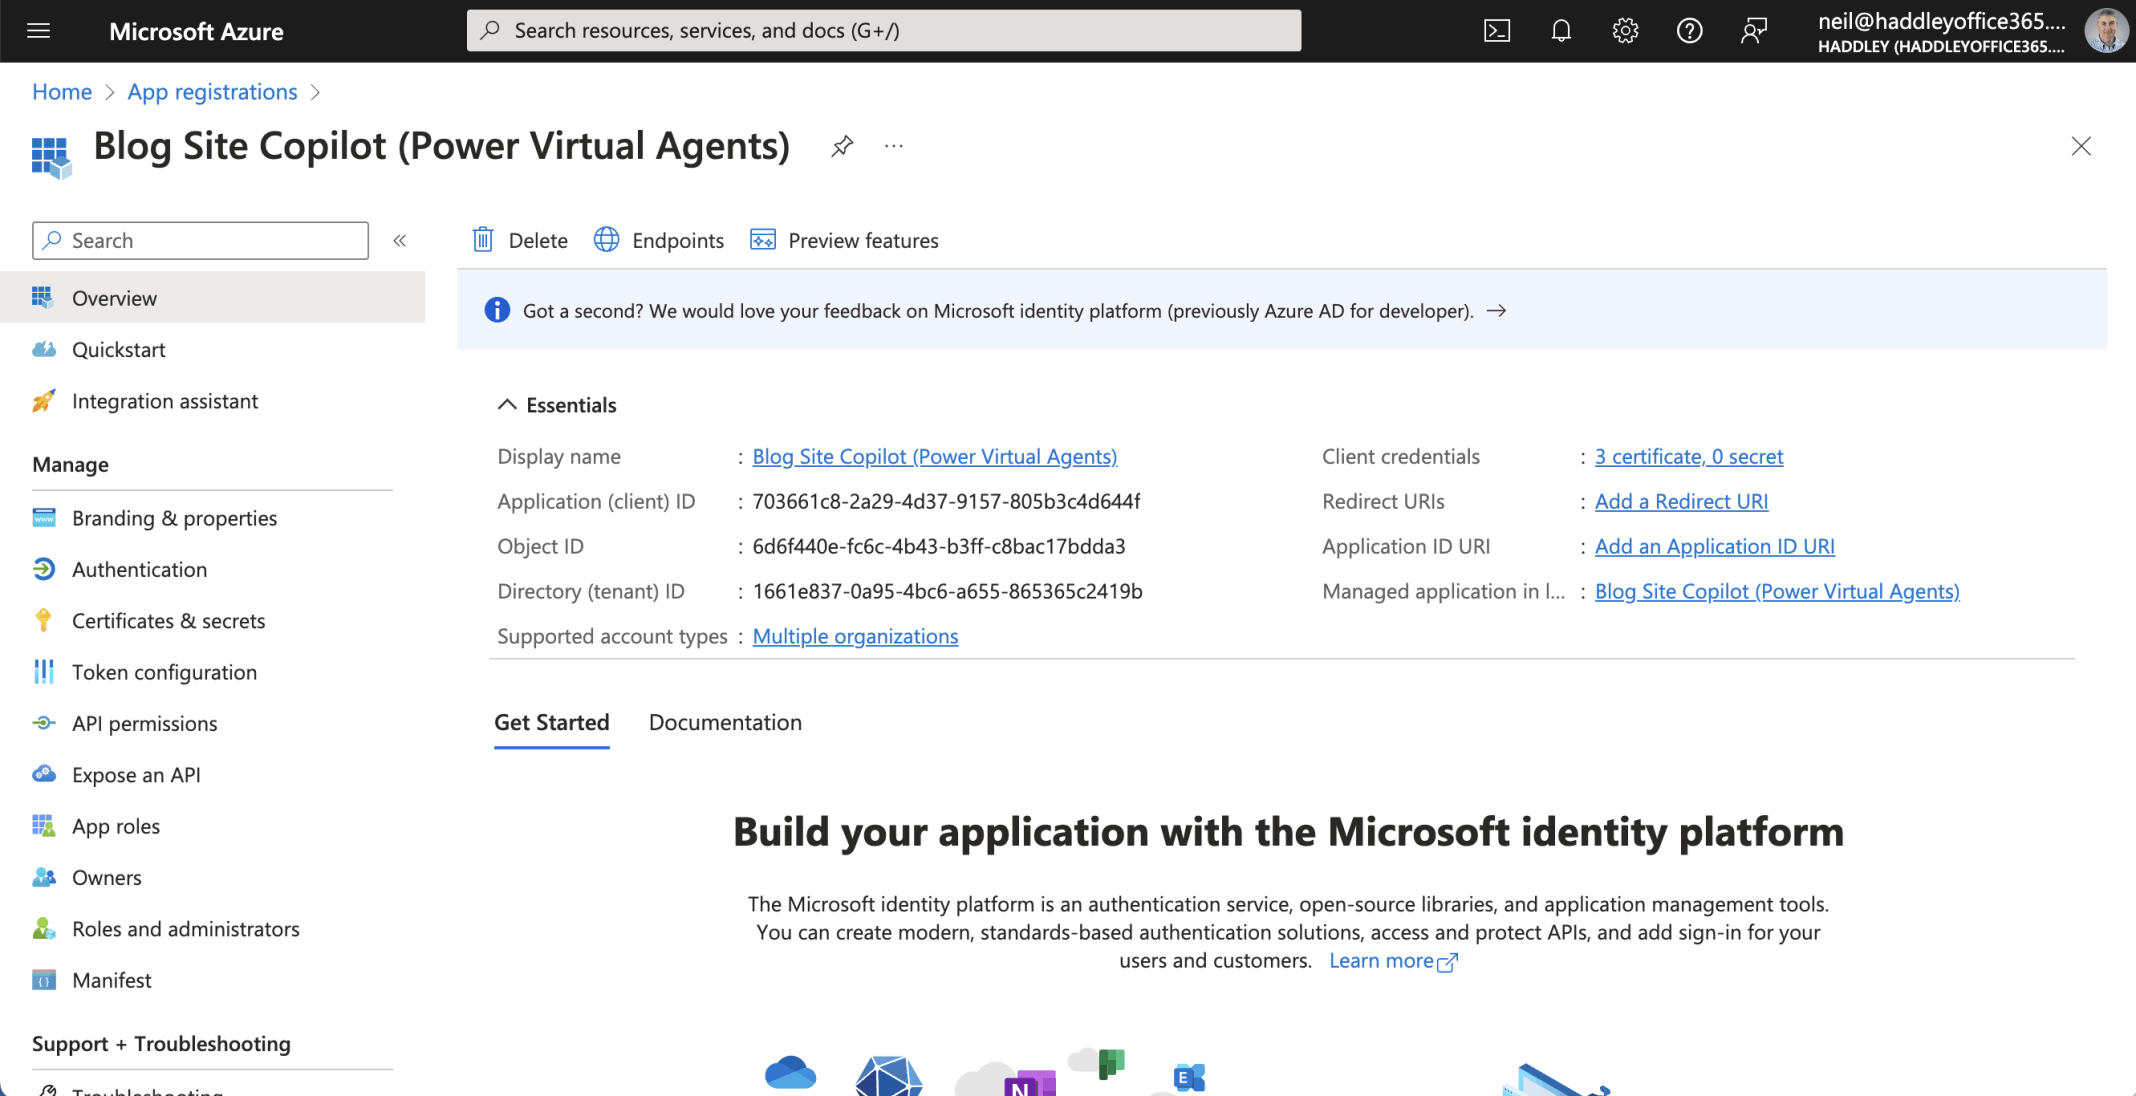 Microsoft Azure
Search resources, services, and docs (G+/)
neil@haddleyoffice365....
HADDLEY (HADDLEYOFFICE365....
Home > App registrations >
Blog Site Copilot (Power Virtual Agents)
Search
Overview
Quickstart
Integration assistant
Manage
Branding & properties
Authentication
Certificates & secrets
Token configuration
API permissions
Expose an API
App roles
Owners
Roles and administrators
Manifest
Support + Troubleshooting
Troubleshooting
Delete Endpoints Preview features
Got a second? We would love your feedback on Microsoft identity platform (previously Azure AD for developer). →
Essentials
Display name : Blog Site Copilot (Power Virtual Agents)
Application (client) ID : 703661c8-2a29-4d37-9157-805b3c4d644f
Object ID : 6d6f440e-fc6c-4b43-b3ff-c8bac17bdda3
Directory (tenant) ID : 1661e837-0a95-4bc6-a655-865365c2419b
Supported account types : Multiple organizations
Client credentials : 3 certificate, 0 secret
Redirect URIs : Add a Redirect URI
Application ID URI : Add an Application ID URI
Managed application in l... : Blog Site Copilot (Power Virtual Agents)
Get Started Documentation
Build your application with the Microsoft identity platform
The Microsoft identity platform is an authentication service, open-source libraries, and application management tools.
You can create modern, standards-based authentication solutions, access and protect APIs, and add sign-in for your
users and customers. Learn more
N
E